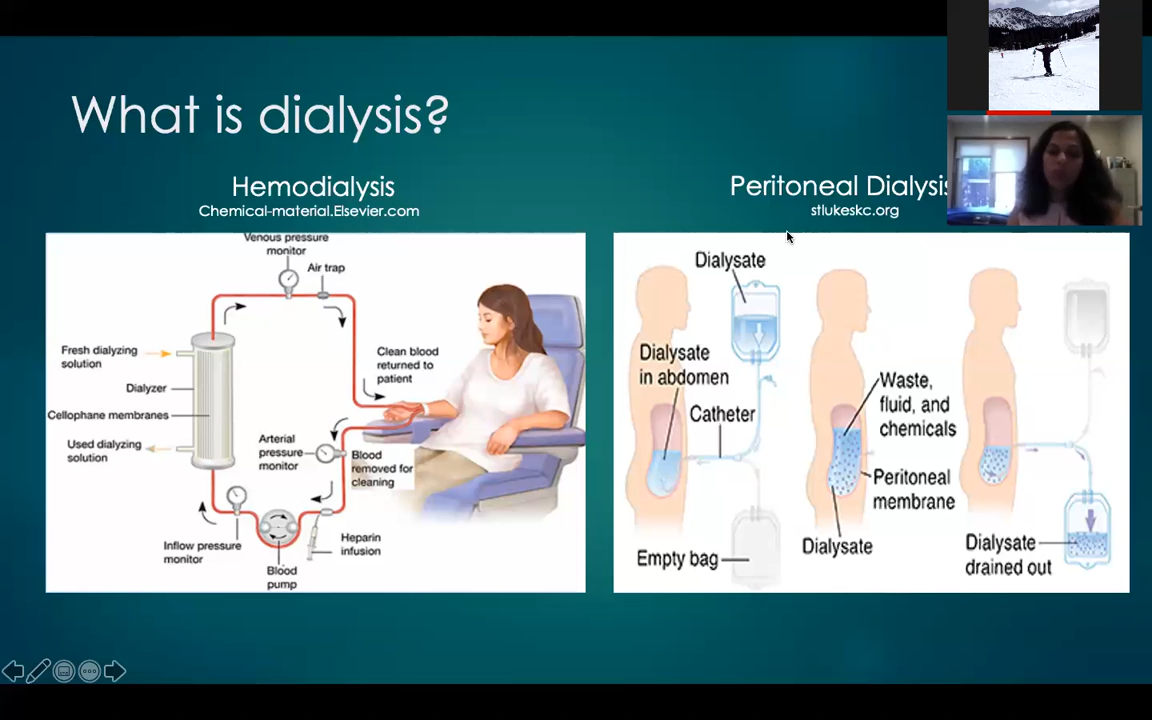 What is dialysis?
Hemodialysis
Chemical-material.Elsevier.com
Venous pressure
monitor
Air trap
Fresh dialyzing
solution
Dialyzer
Cellophane membranes
Used dialyzing
solution
Clean blood
returned to
patient
Arterial
pressure
monitor
Blood
removed for
cleaning
Inflow pressure
monitor
Blood
pump
Heparin
infusion
Peritoneal Dialysis
stlukeskc.org
Dialysate
Dialysate
in abdomen
Catheter
Empty bag
Waste,
fluid, and
chemicals
Peritoneal
membrane
Dialysate
Dialysate
drained out